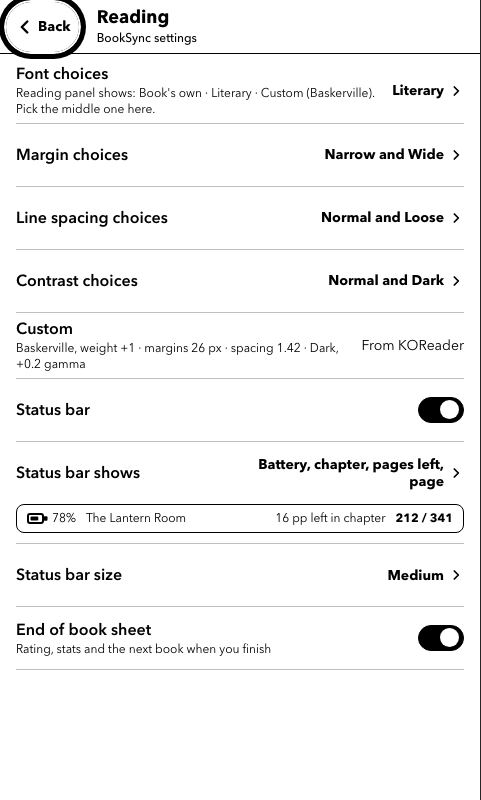 Back
Reading
BookSync settings
Font choices
Reading panel shows: Book's own · Literary · Custom (Baskerville).
Pick the middle one here.
Literary
Margin choices
Narrow and Wide
Line spacing choices
Normal and Loose
Contrast choices
Normal and Dark
Custom
Baskerville, weight +1 · margins 26 px · spacing 1.42 · Dark,
+0.2 gamma
From KOReader
Status bar
Status bar shows
Battery, chapter, pages left,
page
78% The Lantern Room 16 pp left in chapter 212 / 341
Status bar size
Medium
End of book sheet
Rating, stats and the next book when you finish